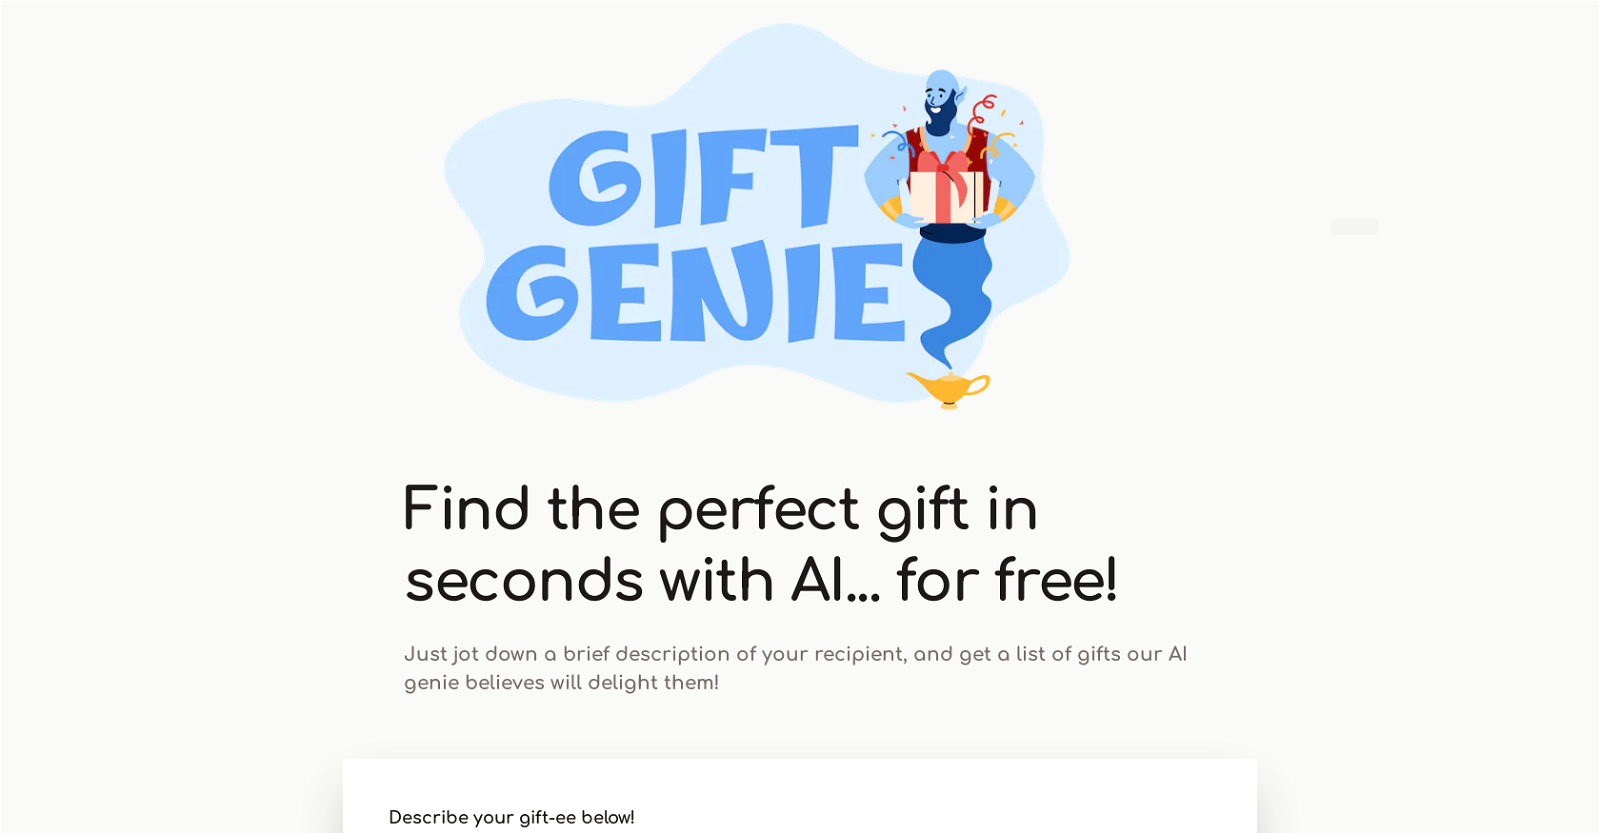 GIFT
GENIE
Find the perfect gift in
seconds with AI... for free!
Just jot down a brief description of your recipient, and get a list of gifts our AI
genie believes will delight them!
Describe your gift-ee below!